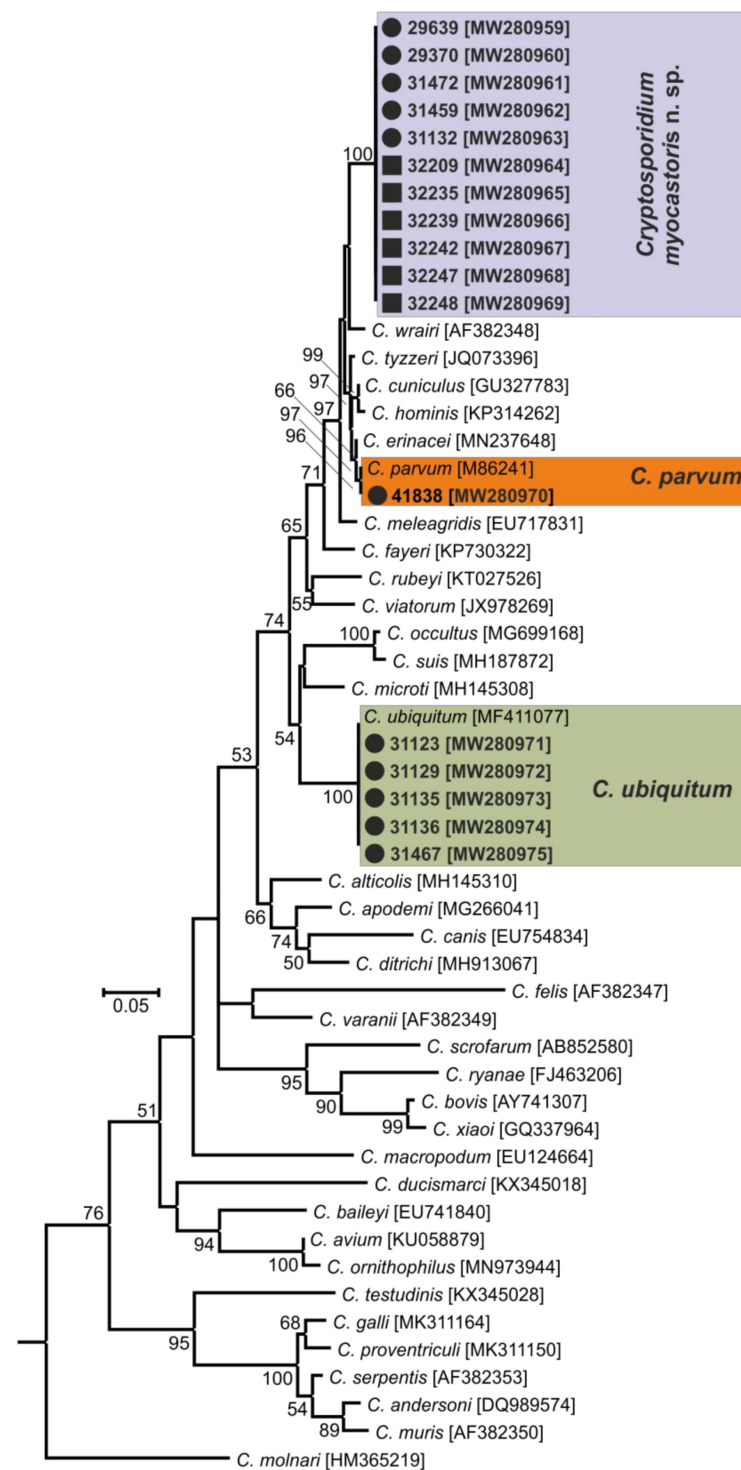 29639 [MW280959]
29370 [MW280960]
31472 [MW280961]
31459 [MW280962]
31132 [MW280963]
100
32209 [MW280964]
32235 [MW280965]
32239 [MW280966]
32242 [MW280967]
32247 [MW280968]
32248 [MW280969]
Cryptosporidium
myocastoris n. sp.
C. wrairi [AF382348]
99
C. tyzzeri [JQ073396]
97
C. cuniculus [GU327783]
66
97
C. hominis [KP314262]
97
96
C. erinacei [MN237648]
C. parvum [M86241]
C. parvum
71
41838 [MW280970]
65
C. meleagridis [EU717831]
C. fayeri [KP730322]
C. rubeyi [KT027526]
55
C. viatorum [JX978269]
74
100
C. occultus [MG699168]
C. suis [MH187872]
C. microti [MH145308]
C. ubiquitum [MF411077]
54
31123 [MW280971]
53
31129 [MW280972]
100
31135 [MW280973]
C. ubiquitum
31136 [MW280974]
31467 [MW280975]
C. alticolis [MH145310]
66
C. apodemi [MG266041]
74
C. canis [EU754834]
50
C. ditrichi [MH913067]
0.05
C. felis [AF382347]
C. varanii [AF382349]
C. scrofarum [AB852580]
95
C. ryanae [FJ463206]
90
C. bovis [AY741307]
51
99
C. xiaoi [GQ337964]
C. macropodum [EU124664]
C. ducismarci [KX345018]
76
C. baileyi [EU741840]
94
C. avium [KU058879]
100
C. ornithophilus [MN973944]
C. testudinis [KX345028]
95
68
C. galli [MK311164]
C. proventriculi [MK311150]
100
C. serpentis [AF382353]
54
C. andersoni [DQ989574]
89
C. muris [AF382350]
C. molnari [HM365219]